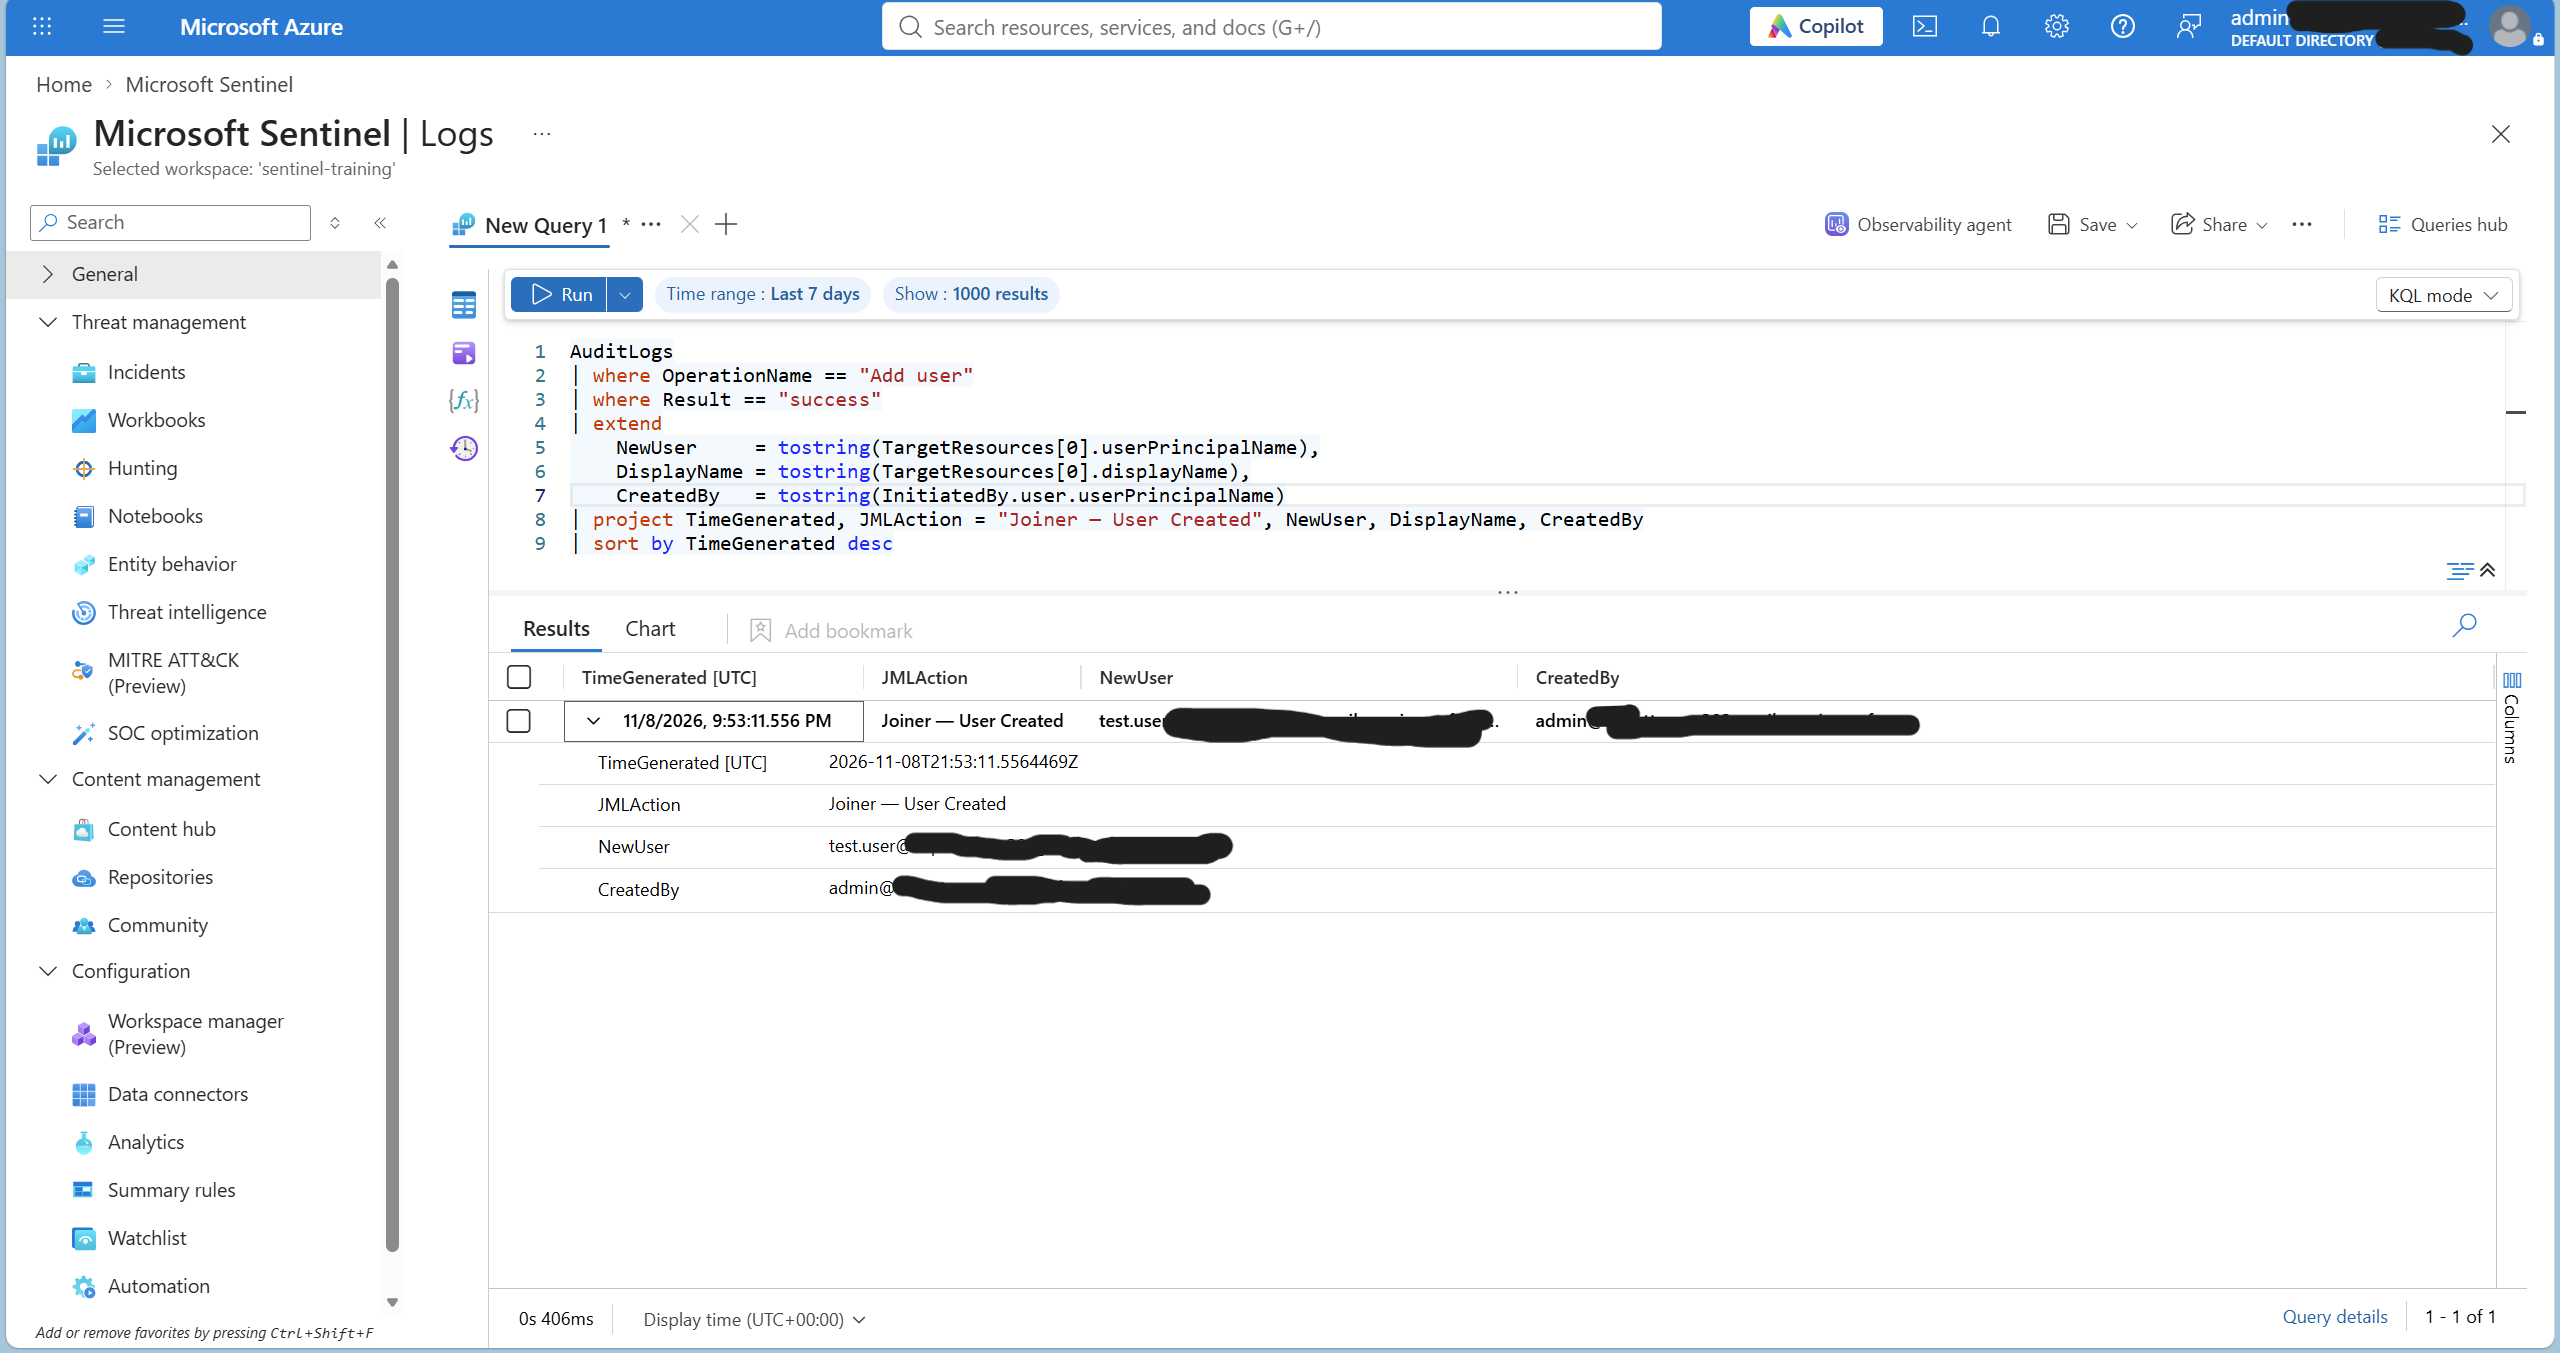 Microsoft Azure
Search resources, services, and docs (G+/)
Copilot
admin
DEFAULT DIRECTORY
Home > Microsoft Sentinel
Microsoft Sentinel | Logs ...
Selected workspace: 'sentinel-training'
Search
General
Threat management
Incidents
Workbooks
Hunting
Notebooks
Entity behavior
Threat intelligence
MITRE ATT&CK
(Preview)
SOC optimization
Content management
Content hub
Repositories
Community
Configuration
Workspace manager
(Preview)
Data connectors
Analytics
Summary rules
Watchlist
Automation
Add or remove favorites by pressing Ctrl+Shift+F
New Query 1 * ...
Observability agent
Save
Share
...
Queries hub
Run
Time range : Last 7 days
Show : 1000 results
KQL mode
1 AuditLogs
2 | where OperationName == "Add user"
3 | where Result == "success"
4 | extend
5 NewUser = tostring(TargetResources[0].userPrincipalName),
6 DisplayName = tostring(TargetResources[0].displayName),
7 CreatedBy = tostring(InitiatedBy.user.userPrincipalName)
8 | project TimeGenerated, JMLAction = "Joiner — User Created", NewUser, DisplayName, CreatedBy
9 | sort by TimeGenerated desc
Results
Chart
Add bookmark
TimeGenerated [UTC] JMLAction NewUser CreatedBy
11/8/2026, 9:53:11.556 PM Joiner — User Created test.user admin@
TimeGenerated [UTC] 2026-11-08T21:53:11.5564469Z
JMLAction Joiner — User Created
NewUser test.user@
CreatedBy admin@
Columns
0s 406ms
Display time (UTC+00:00)
Query details
1 - 1 of 1